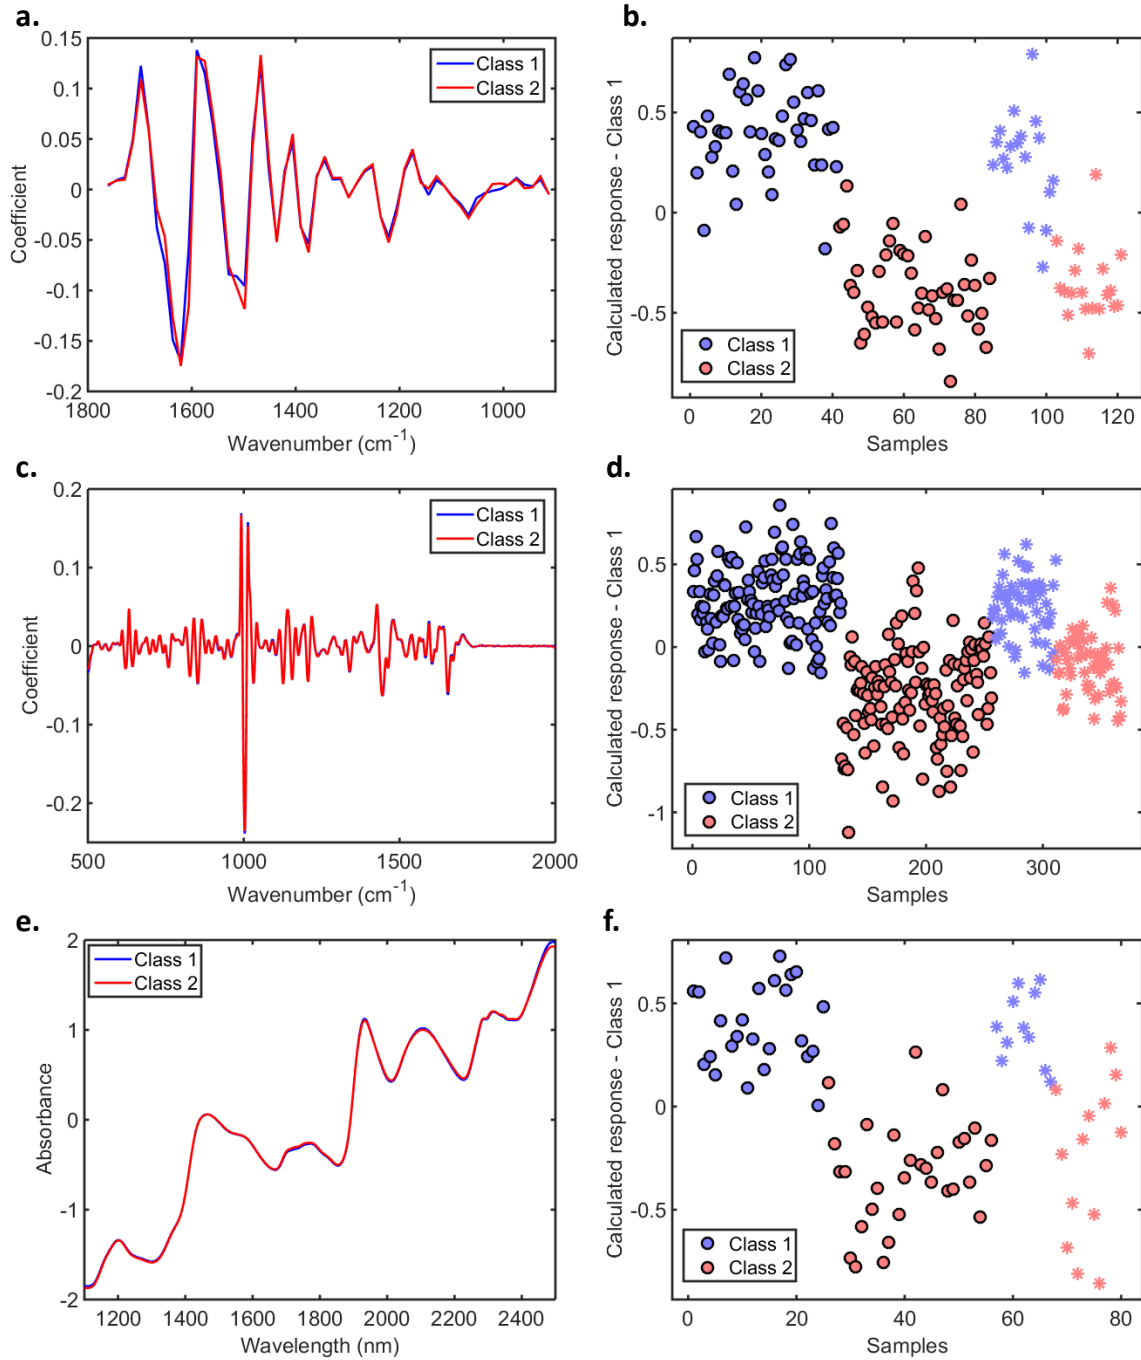 a.
0.15
0.1
0.05
0
-0.05
-0.1
-0.15
-0.2
Coefficient
Class 1
Class 2
1800
1600
1400
1200
1000
Wavenumber (cm⁻¹)
b.
0.5
0
-0.5
Calculated response - Class 1
Class 1
Class 2
0
20
40
60
80
100
120
Samples
c.
0.2
0.1
0
-0.1
-0.2
Coefficient
Class 1
Class 2
500
1000
1500
2000
Wavenumber (cm⁻¹)
d.
0.5
0
-0.5
-1
Calculated response - Class 1
Class 1
Class 2
0
100
200
300
Samples
e.
2
1
0
-1
-2
Absorbance
Class 1
Class 2
1200
1400
1600
1800
2000
2200
2400
Wavelength (nm)
f.
0.5
0
-0.5
Calculated response - Class 1
Class 1
Class 2
0
20
40
60
80
Samples